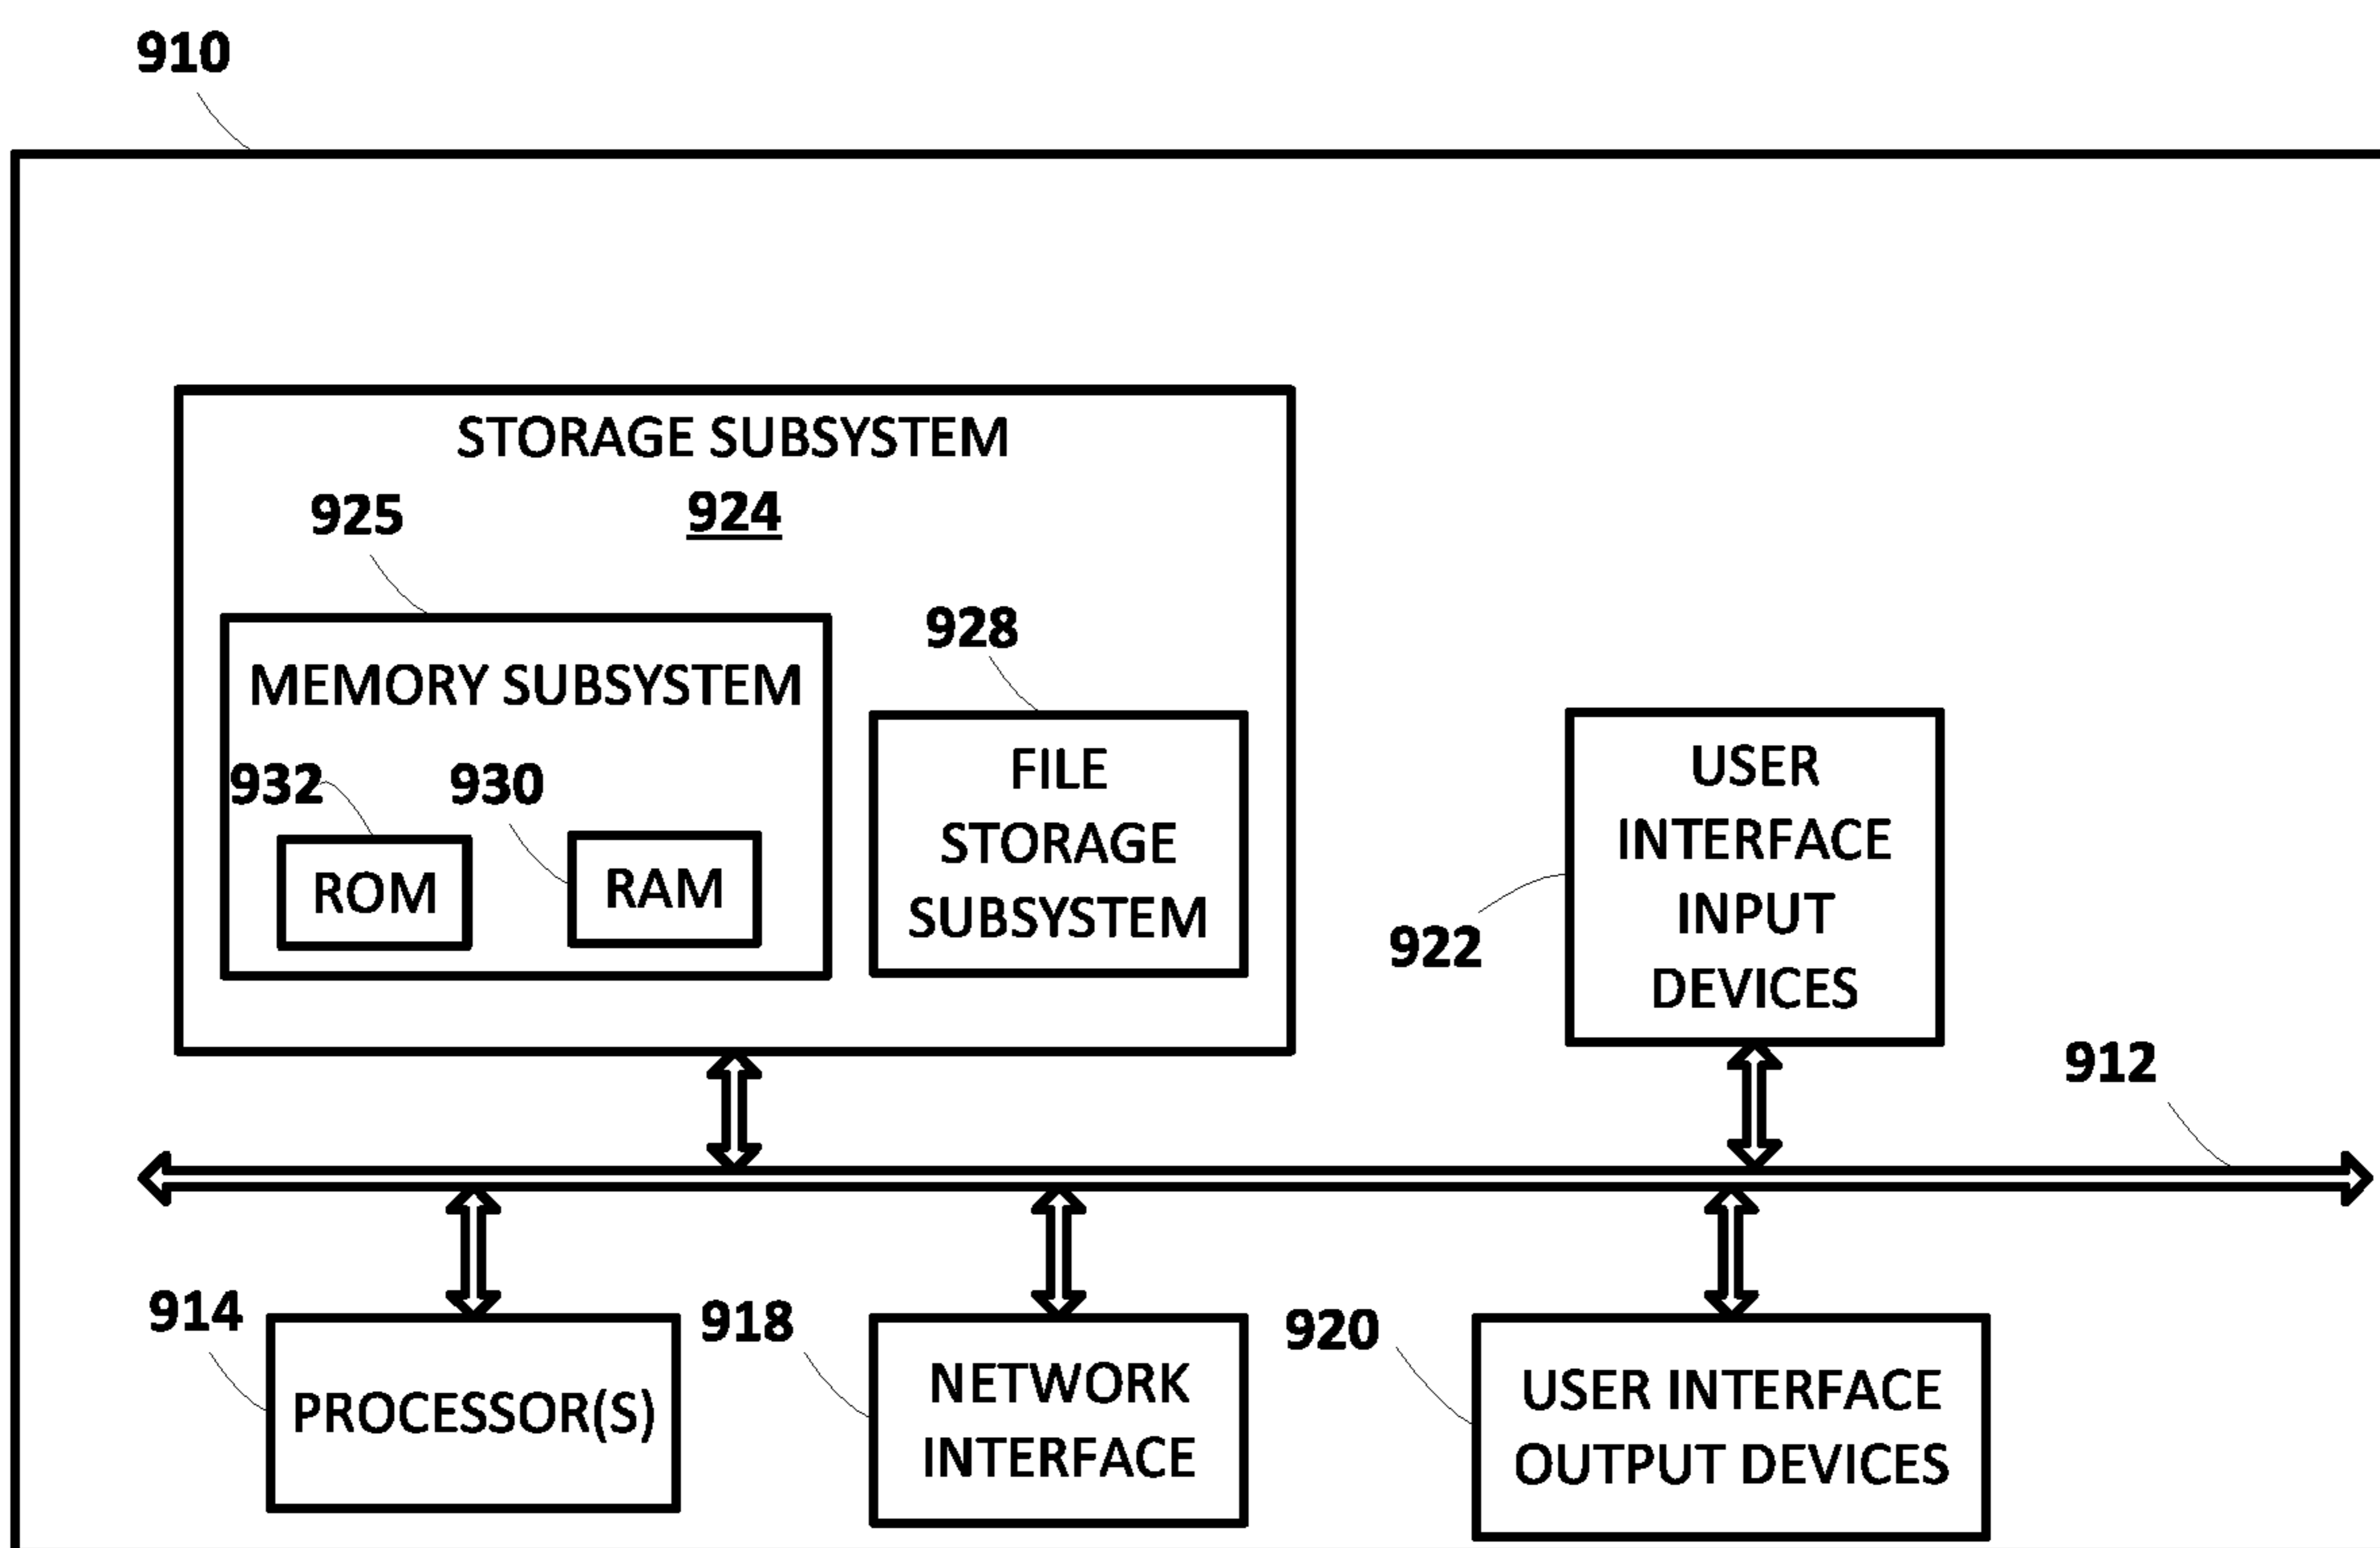 910
STORAGE SUBSYSTEM
924
925
MEMORY SUBSYSTEM
932
930
ROM
RAM
928
FILE
STORAGE
SUBSYSTEM
USER
INTERFACE
INPUT
DEVICES
922
912
914
PROCESSOR(S)
918
NETWORK
INTERFACE
920
USER INTERFACE
OUTPUT DEVICES